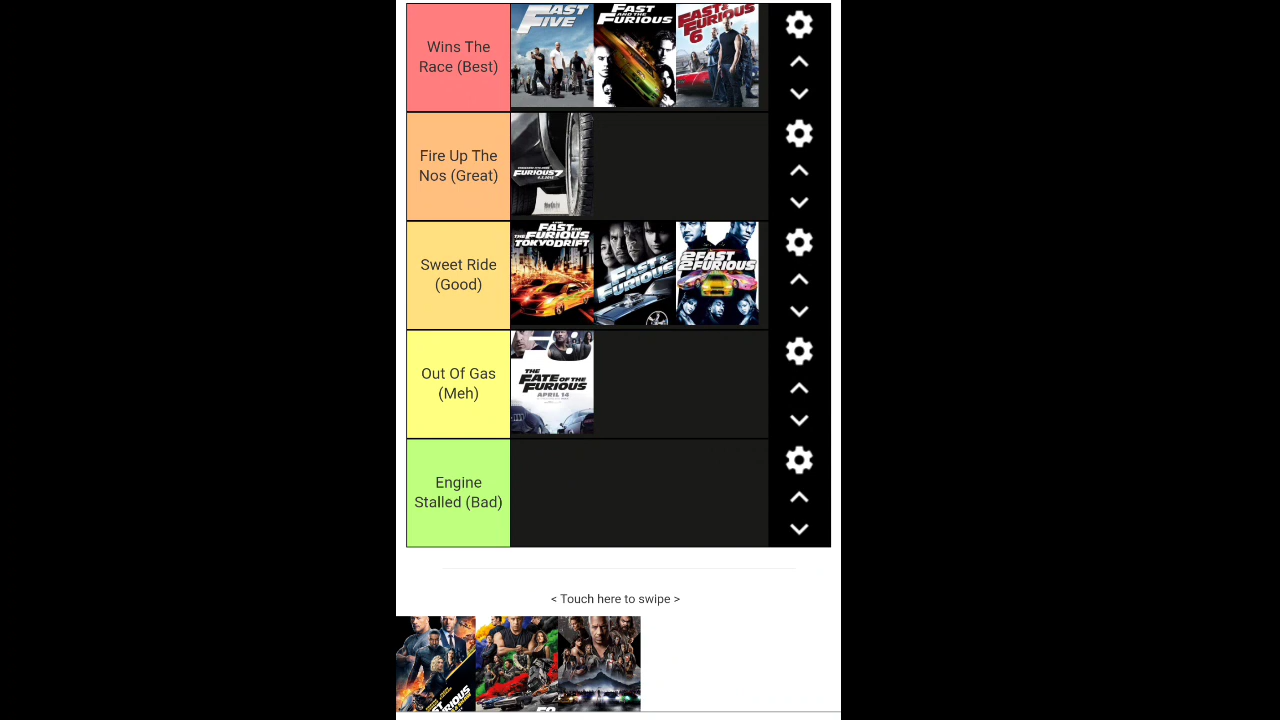 Wins The
Race (Best)
FAST
FIVE
FAST
AND THE
FURIOUS
FAST &
FURIOUS
6
Fire Up The
Nos (Great)
FURIOUS 7
Sweet Ride
(Good)
THE FAST AND
THE FURIOUS
TOKYO DRIFT
FAST &
FURIOUS
2 FAST
2 FURIOUS
Out Of Gas
(Meh)
F8
THE
FATE OF THE
FURIOUS
APRIL 14
Engine
Stalled (Bad)
< Touch here to swipe >